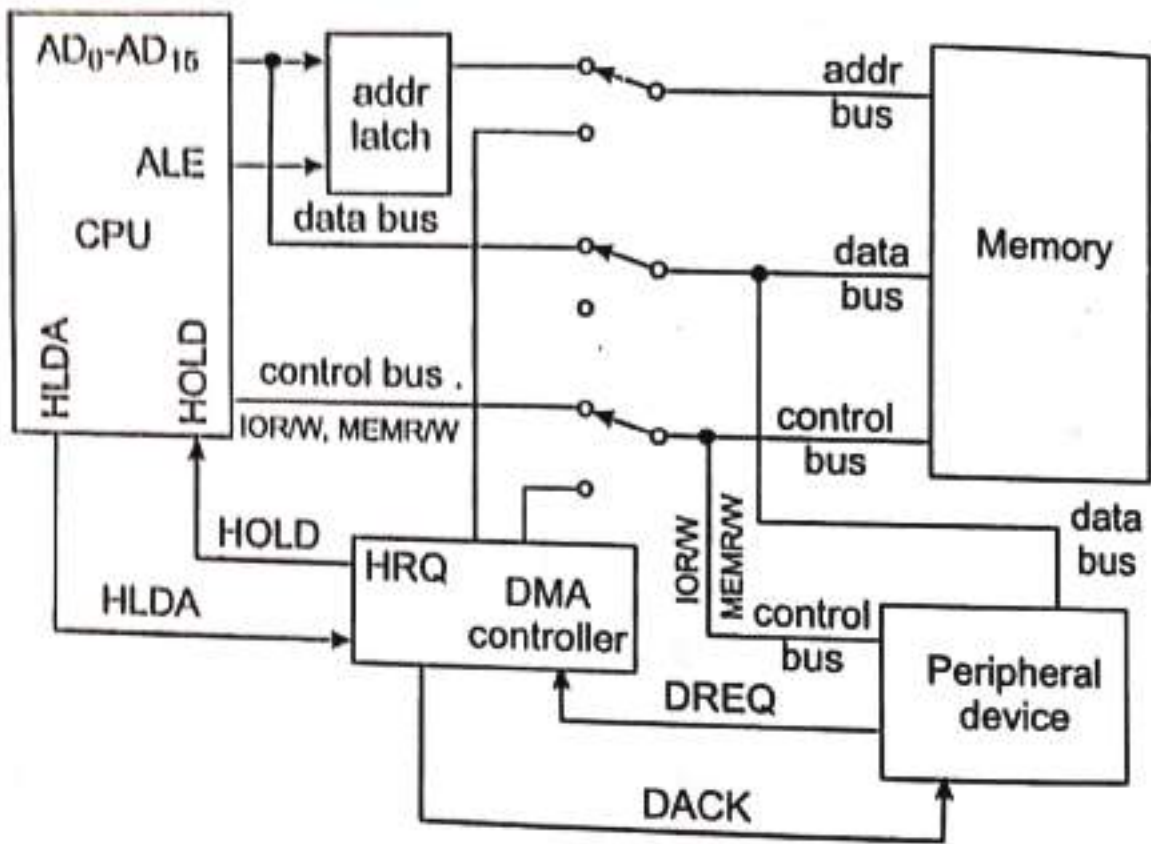 AD0-AD15
ALE
CPU
HLDA
HOLD
addr
latch
data bus
control bus .
IOR/W, MEMR/W
addr
bus
data
bus
control
bus
Memory
HOLD
HLDA
HRQ
DMA
controller
IOR/W
MEMR/W
control
bus
data
bus
Peripheral
device
DREQ
DACK